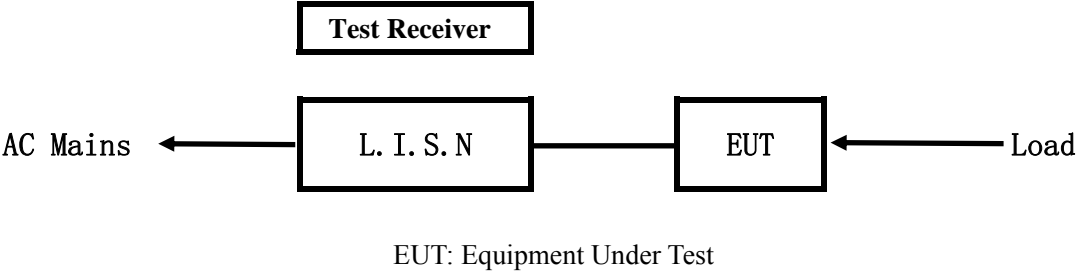 Test Receiver
AC Mains L.I.S.N EUT Load
EUT: Equipment Under Test